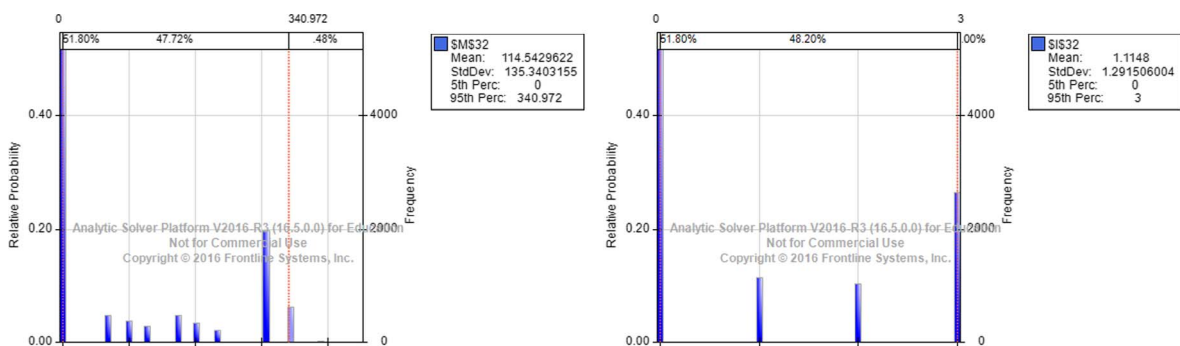 0 340.972
51.80% 47.72% .48%
$M$32
Mean: 114.5429622
StdDev: 135.3403155
5th Perc: 0
95th Perc: 340.972
0.40
0.20
0.00
Relative Probability
4000
2000
0
Frequency
Analytic Solver Platform V2016-R3 (16.5.0.0) for Education
Not for Commercial Use
Copyright © 2016 Frontline Systems, Inc.
0 3
51.80% 48.20% .00%
$I$32
Mean: 1.1148
StdDev: 1.291506004
5th Perc: 0
95th Perc: 3
0.40
0.20
0.00
Relative Probability
4000
2000
0
Frequency
Analytic Solver Platform V2016-R3 (16.5.0.0) for Education
Not for Commercial Use
Copyright © 2016 Frontline Systems, Inc.